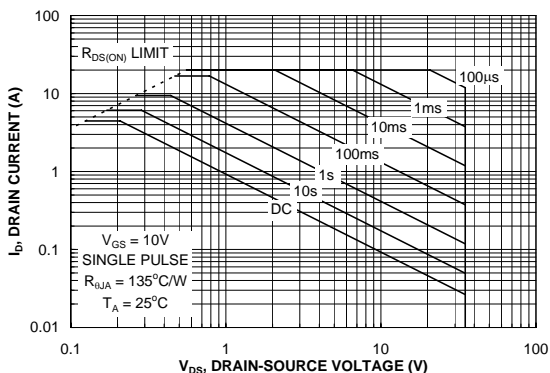 100
R_DS(ON) LIMIT
100µs
10
1ms
10ms
100ms
1
1s
10s
DC
0.1
V_GS = 10V
SINGLE PULSE
R_θJA = 135°C/W
T_A = 25°C
0.01
0.1
1
10
100
I_D, DRAIN CURRENT (A)
V_DS, DRAIN-SOURCE VOLTAGE (V)